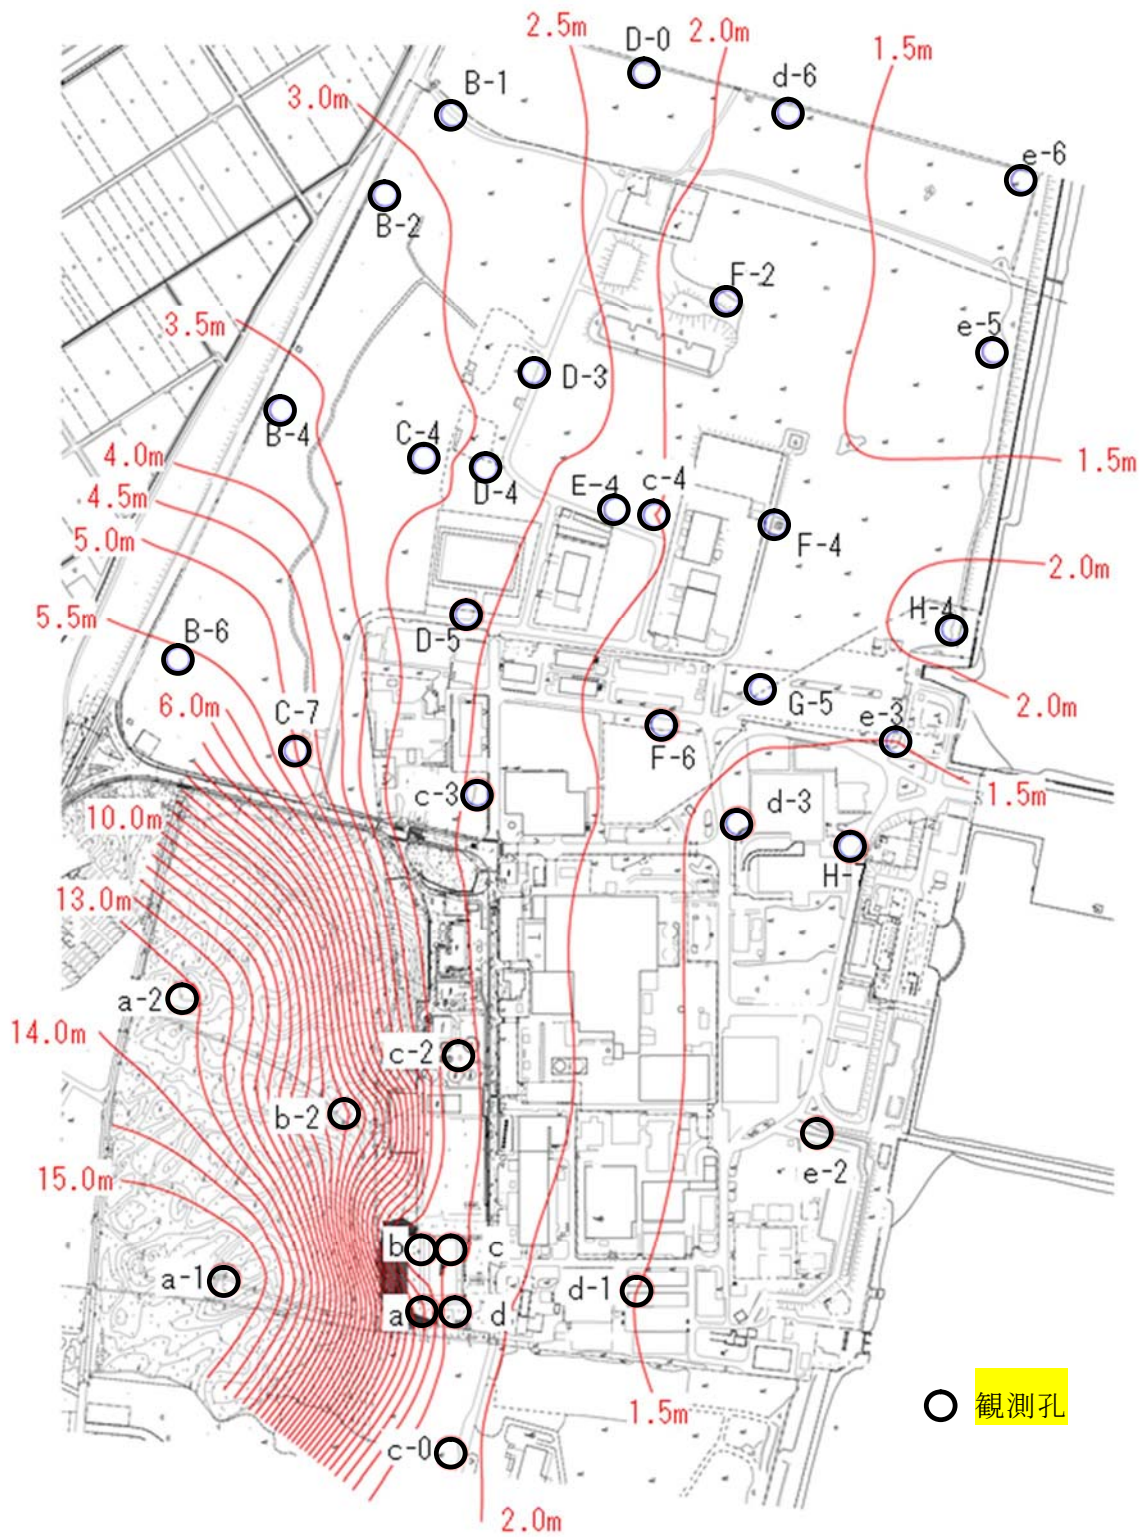 2.5m
D-0
2.0m
1.5m
d-6
B-1
3.0m
e-6
B-2
F-2
3.5m
e-5
D-3
B-4
C-4
4.0m
1.5m
D-4
E-4
c-4
4.5m
5.0m
F-4
2.0m
5.5m
B-6
D-5
H-4
G-5
6.0m
C-7
F-6
e-3
2.0m
c-3
d-3
1.5m
10.0m
H-7
13.0m
a-2
14.0m
c-2
b-2
e-2
15.0m
b
c
a-1
d-1
a
d
1.5m
観測孔
c-0
2.0m